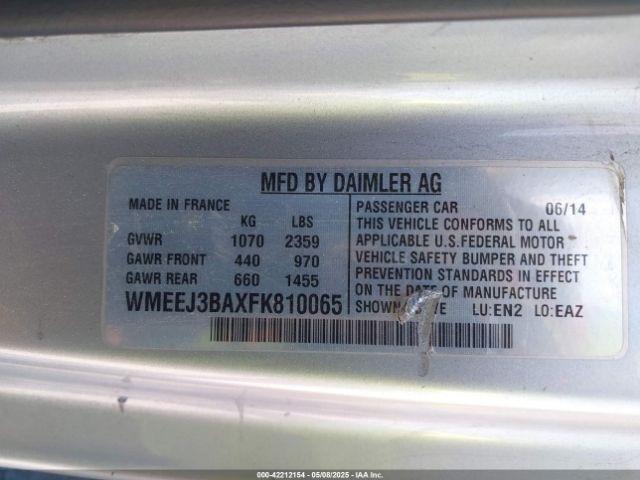 MFD BY DAIMLER AG
MADE IN FRANCE
KG LBS
GVWR 1070 2359
GAWR FRONT 440 970
GAWR REAR 660 1455
WMEEJ3BAXFK810065
PASSENGER CAR 06/14
THIS VEHICLE CONFORMS TO ALL
APPLICABLE U.S.FEDERAL MOTOR
VEHICLE SAFETY BUMPER AND THEFT
PREVENTION STANDARDS IN EFFECT
ON THE DATE OF MANUFACTURE
SHOWN LU:EN2 LO:EAZ
000-42212154 | 05/08/2025 - IAA Inc.